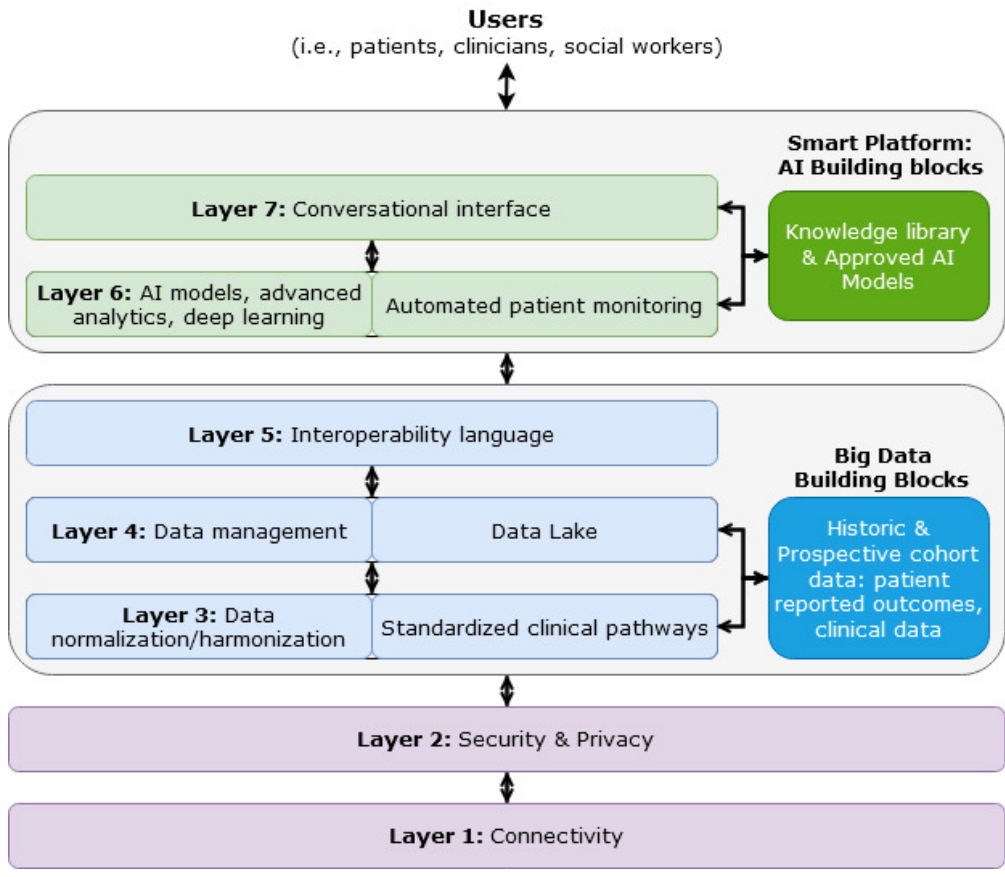 Users
(i.e., patients, clinicians, social workers)
Smart Platform:
AI Building blocks
Layer 7: Conversational interface
Knowledge library
& Approved AI
Models
Layer 6: AI models, advanced
analytics, deep learning
Automated patient monitoring
Layer 5: Interoperability language
Big Data
Building Blocks
Layer 4: Data management
Data Lake
Historic &
Prospective cohort
data: patient
reported outcomes,
clinical data
Layer 3: Data
normalization/harmonization
Standardized clinical pathways
Layer 2: Security & Privacy
Layer 1: Connectivity